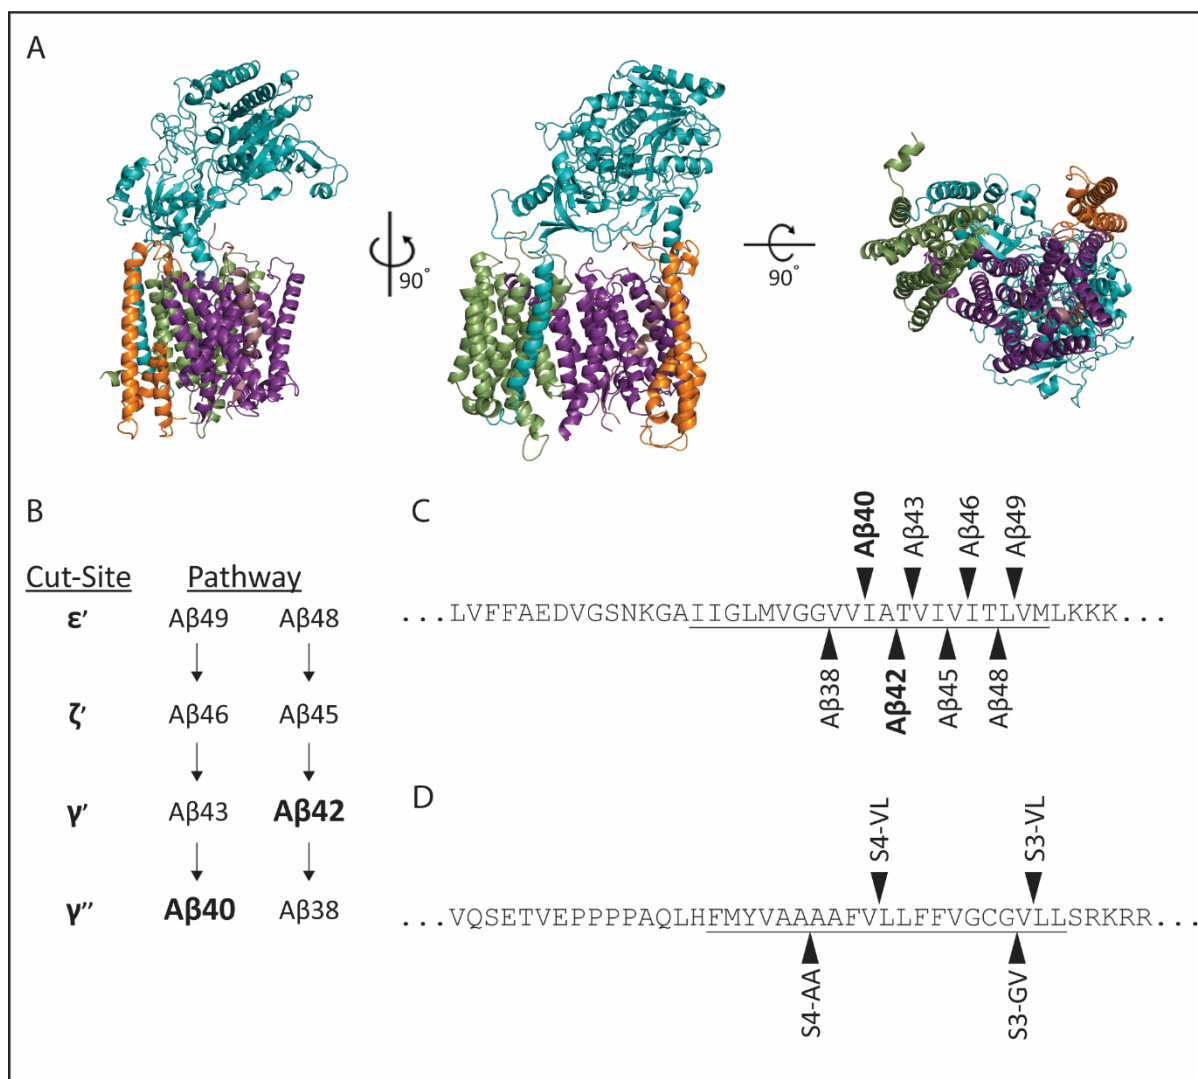 A
90°
90°
B
Cut-Site Pathway
ε' Aβ49 Aβ48
ζ' Aβ46 Aβ45
γ' Aβ43 Aβ42
γ'' Aβ40 Aβ38
C
Aβ40 Aβ43 Aβ46 Aβ49
...LVFFAEDVGSNKGAIIGLMVGGVVIATVIVITLVMLKKK...
Aβ38 Aβ42 Aβ45 Aβ48
D
S4-VL S3-VL
...VQSETVEPPPPAQLHFMYVAAAAFVLLFFVGCGVLLSRKRR...
S4-AA S3-GV